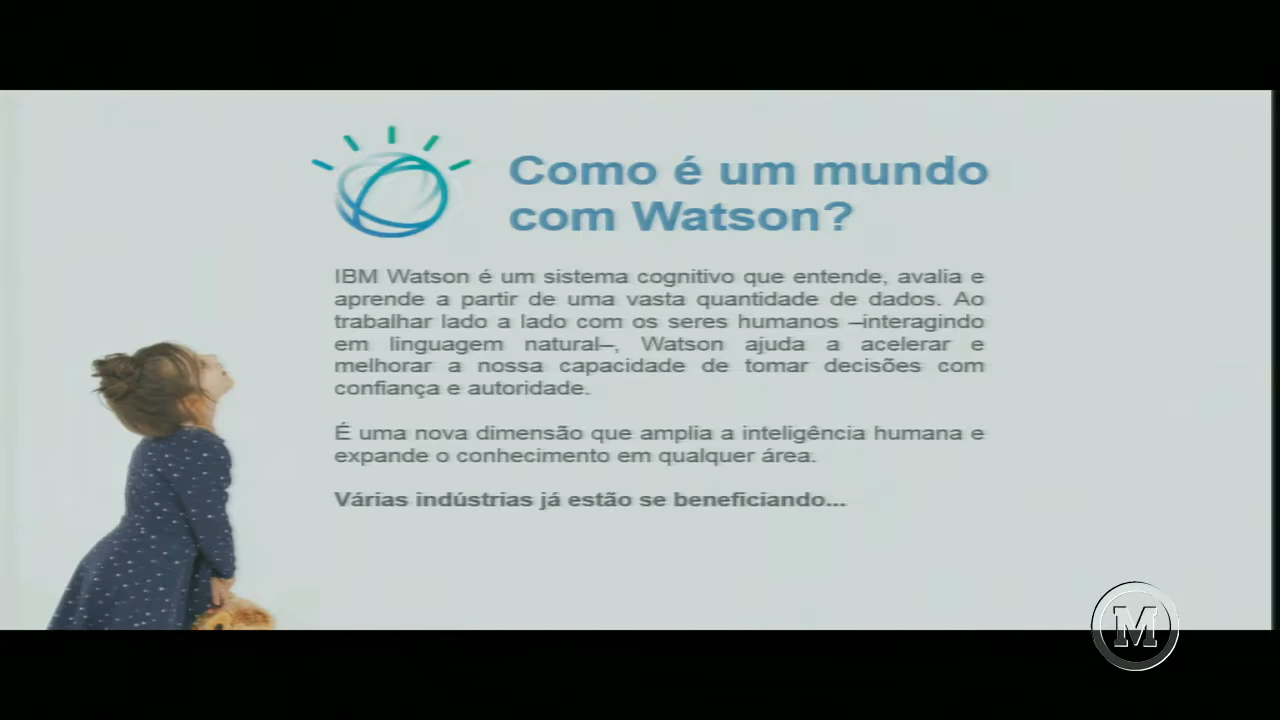 Como é um mundo
com Watson?
IBM Watson é um sistema cognitivo que entende, avalia e
aprende a partir de uma vasta quantidade de dados. Ao
trabalhar lado a lado com os seres humanos –interagindo
em linguagem natural–, Watson ajuda a acelerar e
melhorar a nossa capacidade de tomar decisões com
confiança e autoridade.
É uma nova dimensão que amplia a inteligência humana e
expande o conhecimento em qualquer área.
Várias indústrias já estão se beneficiando...
M